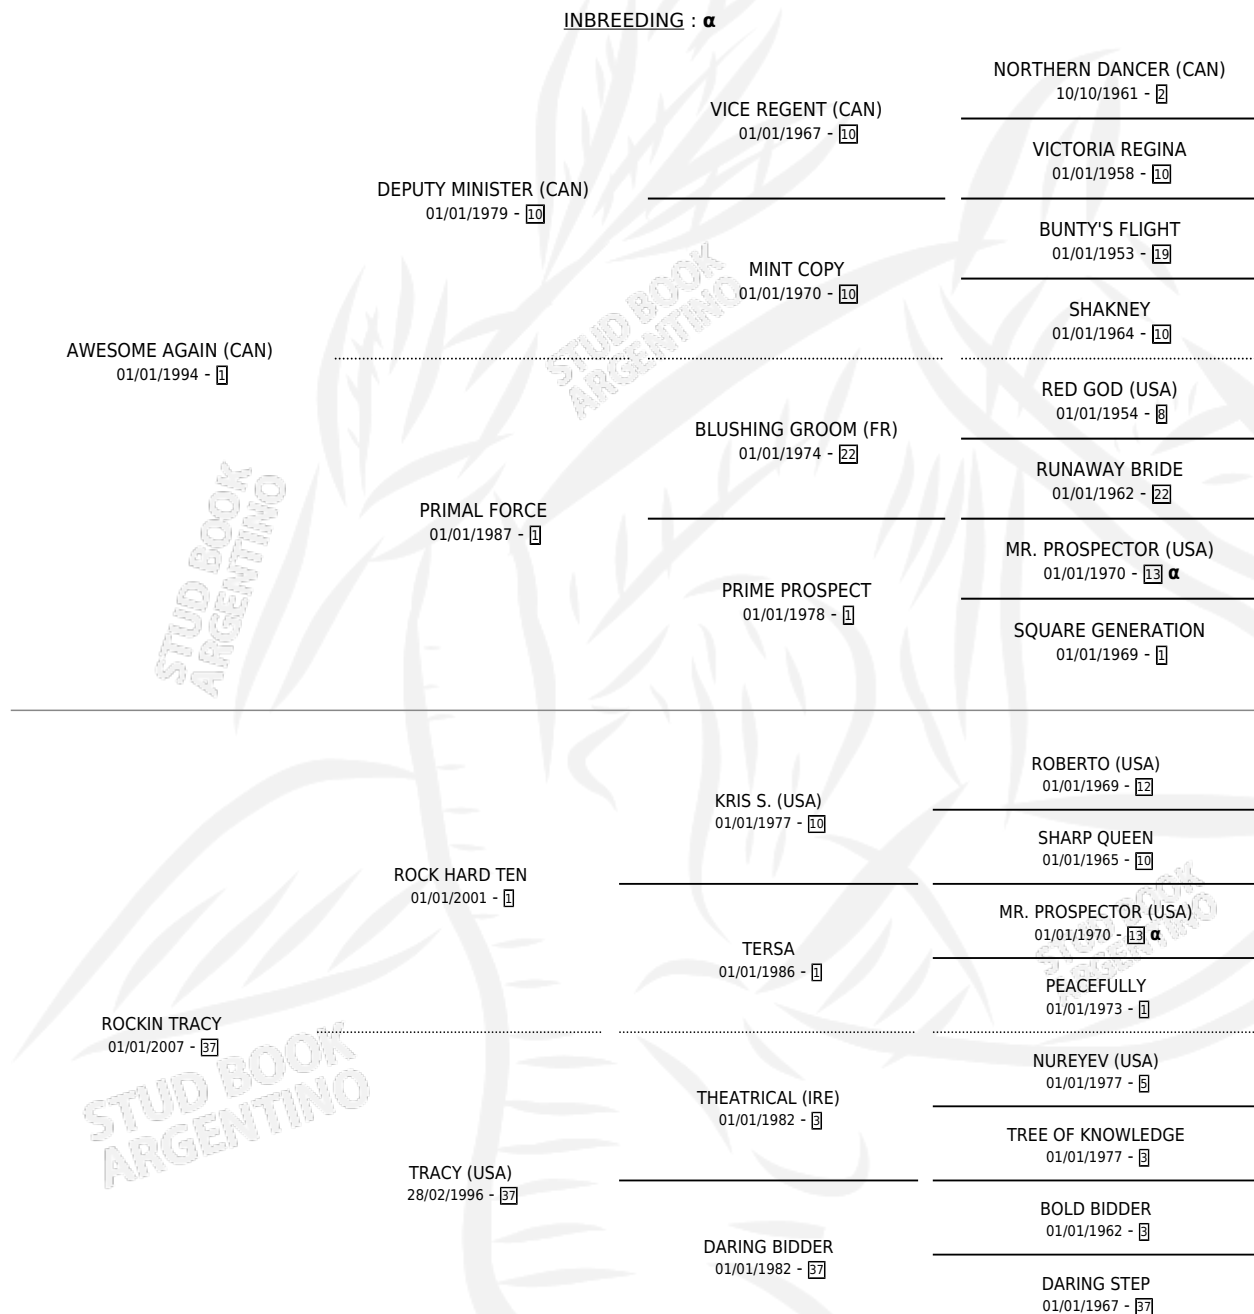 INBREEDING : α
NORTHERN DANCER (CAN)
10/10/1961 - 2
VICE REGENT (CAN)
01/01/1967 - 10
VICTORIA REGINA
01/01/1958 - 10
DEPUTY MINISTER (CAN)
01/01/1979 - 10
BUNTY'S FLIGHT
01/01/1953 - 19
MINT COPY
01/01/1970 - 10
SHAKNEY
01/01/1964 - 10
AWESOME AGAIN (CAN)
01/01/1994 - 1
RED GOD (USA)
01/01/1954 - 8
BLUSHING GROOM (FR)
01/01/1974 - 22
RUNAWAY BRIDE
01/01/1962 - 22
PRIMAL FORCE
01/01/1987 - 1
MR. PROSPECTOR (USA)
01/01/1970 - 13 α
PRIME PROSPECT
01/01/1978 - 1
SQUARE GENERATION
01/01/1969 - 1
ROBERTO (USA)
01/01/1969 - 12
KRIS S. (USA)
01/01/1977 - 10
SHARP QUEEN
01/01/1965 - 10
ROCK HARD TEN
01/01/2001 - 1
MR. PROSPECTOR (USA)
01/01/1970 - 13 α
TERSA
01/01/1986 - 1
PEACEFULLY
01/01/1973 - 1
ROCKIN TRACY
01/01/2007 - 37
NUREYEV (USA)
01/01/1977 - 5
THEATRICAL (IRE)
01/01/1982 - 3
TREE OF KNOWLEDGE
01/01/1977 - 3
TRACY (USA)
28/02/1996 - 37
BOLD BIDDER
01/01/1962 - 3
DARING BIDDER
01/01/1982 - 37
DARING STEP
01/01/1967 - 37
STUD BOOK
ARGENTINO
STUD BOOK
ARGENTINO
STUD BOOK
ARGENTINO
STUD BOOK
ARGENTINO